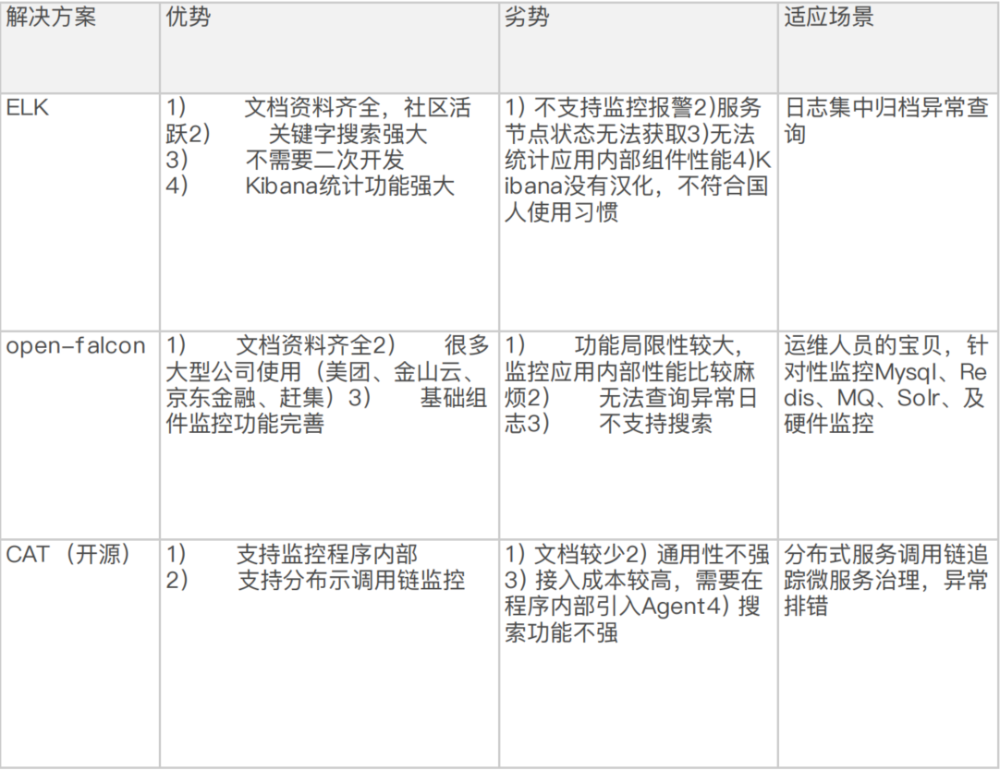 解决方案
优势
劣势
适应场景
ELK
1) 文档资料齐全，社区活
跃2) 关键字搜索强大
3) 不需要二次开发
4) Kibana统计功能强大
1) 不支持监控报警2)服务
节点状态无法获取3)无法
统计应用内部组件性能4)K
ibana没有汉化，不符合国
人使用习惯
日志集中归档异常查
询
open-falcon
1) 文档资料齐全2) 很多
大型公司使用（美团、金山云、
京东金融、赶集）3) 基础组
件监控功能完善
1) 功能局限性较大，
监控应用内部性能比较麻
烦2) 无法查询异常日
志3) 不支持搜索
运维人员的宝贝，针
对性监控Mysql、Re
dis、MQ、Solr、及
硬件监控
CAT（开源）
1) 支持监控程序内部
2) 支持分布示调用链监控
1) 文档较少2) 通用性不强
3) 接入成本较高，需要在
程序内部引入Agent4) 搜
索功能不强
分布式服务调用链追
踪微服务治理，异常
排错